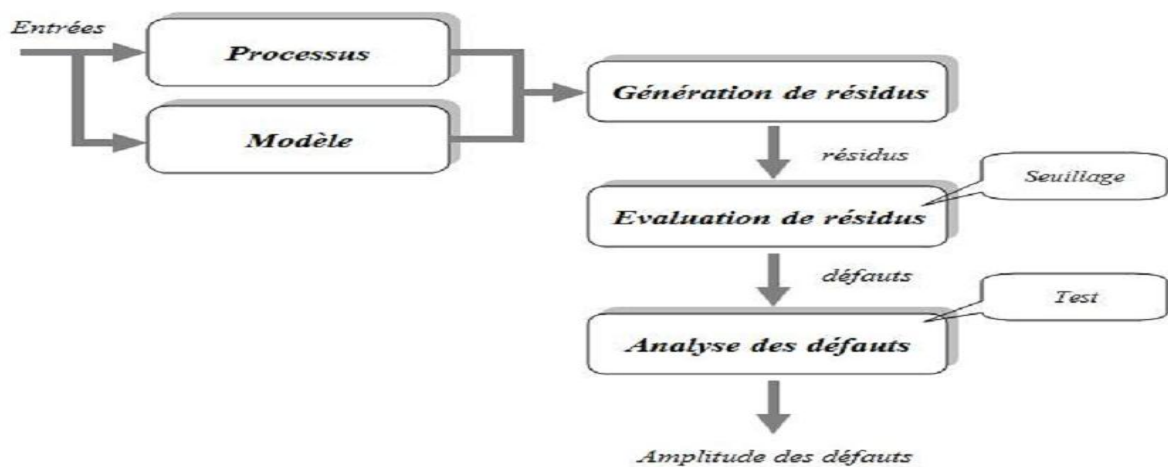 Entrées
Processus
Modèle
Génération de résidus
résidus
Seuillage
Evaluation de résidus
défauts
Test
Analyse des défauts
Amplitude des défauts